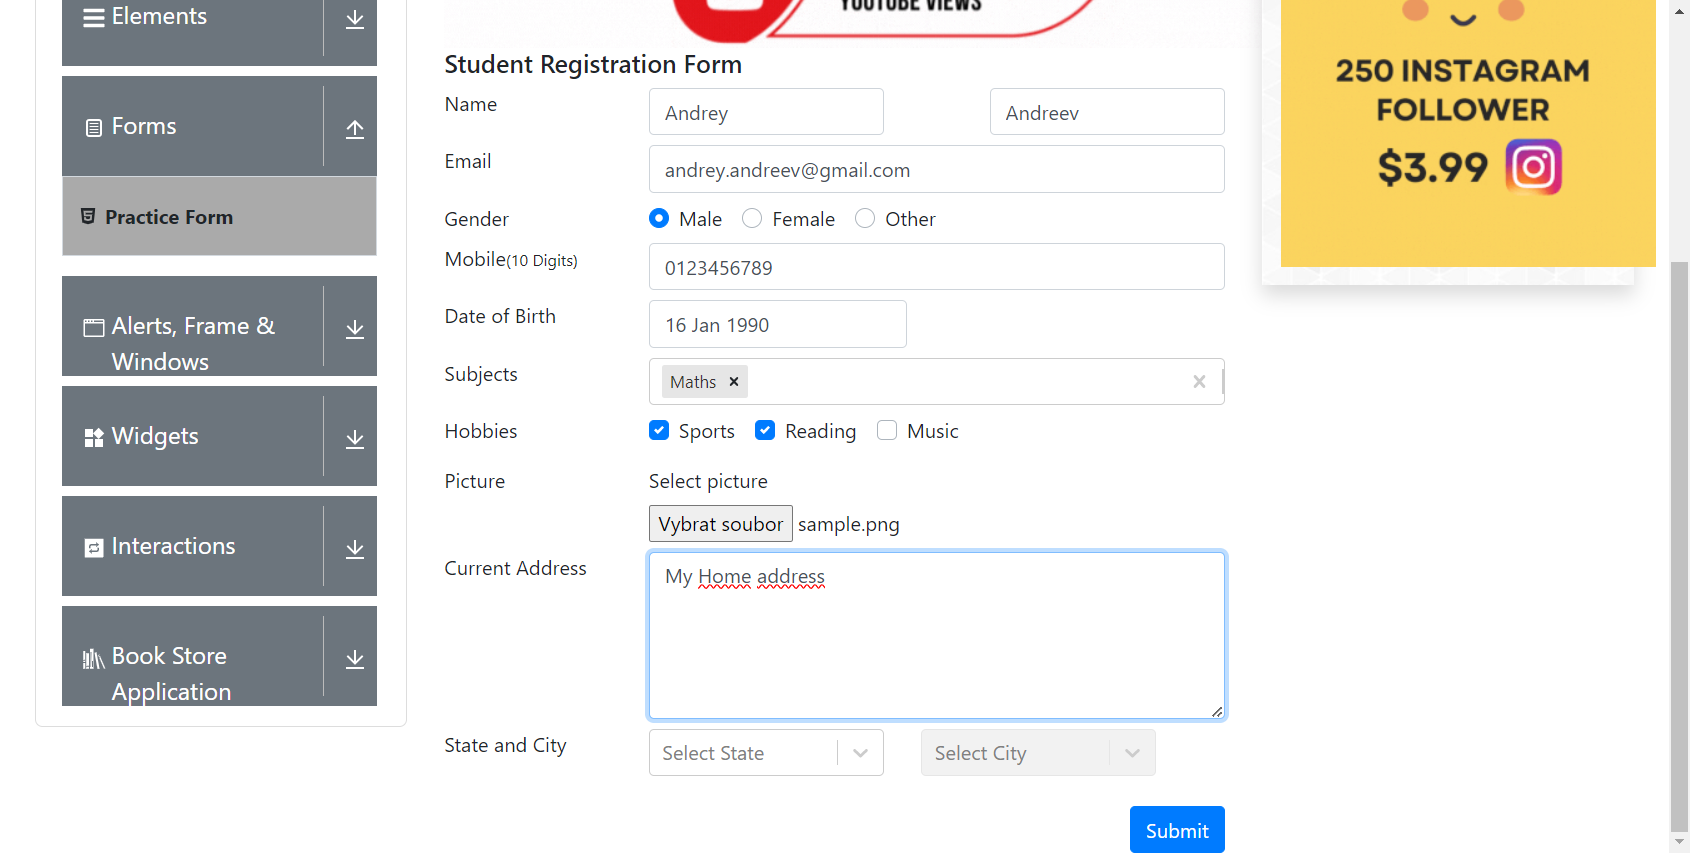 Elements
Forms
Practice Form
Alerts, Frame &
Windows
Widgets
Interactions
Book Store
Application
YOUTUBE VIEWS
Student Registration Form
Name
Andrey
Andreev
Email
andrey.andreev@gmail.com
Gender
Male
Female
Other
Mobile(10 Digits)
0123456789
Date of Birth
16 Jan 1990
Subjects
Maths
Hobbies
Sports
Reading
Music
Picture
Select picture
Vybrat soubor sample.png
Current Address
My Home address
State and City
Select State
Select City
Submit
250 INSTAGRAM
FOLLOWER
$3.99